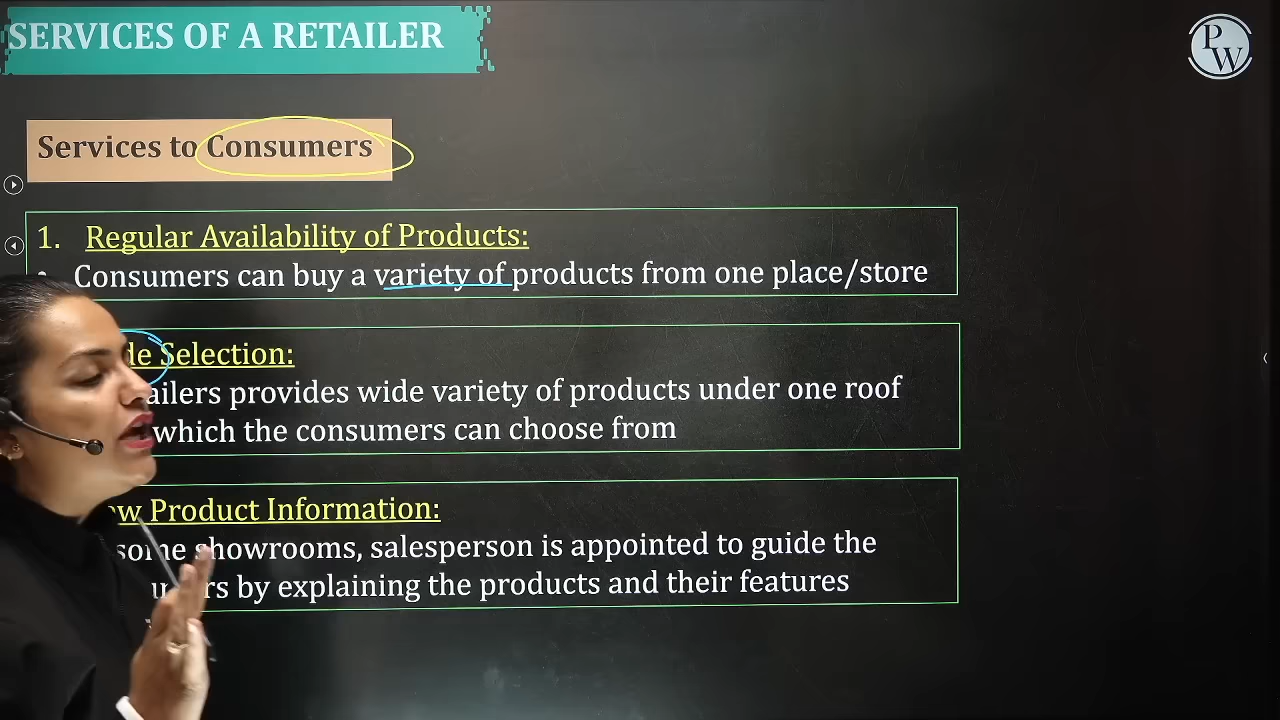 SERVICES OF A RETAILER
PW
Services to Consumers
1. Regular Availability of Products:
• Consumers can buy a variety of products from one place/store
Selection:
provides wide variety of products under one roof
which the consumers can choose from
Product Information:
some showrooms, salesperson is appointed to guide the
by explaining the products and their features